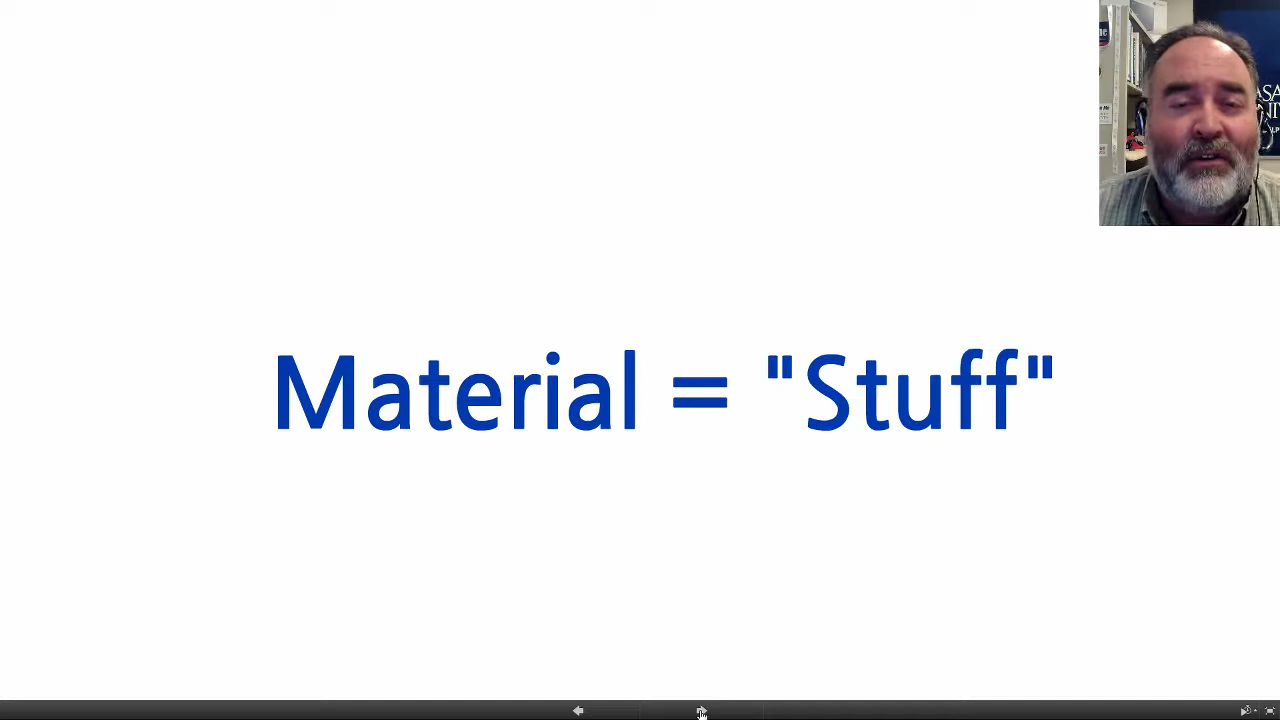 Material = "Stuff"